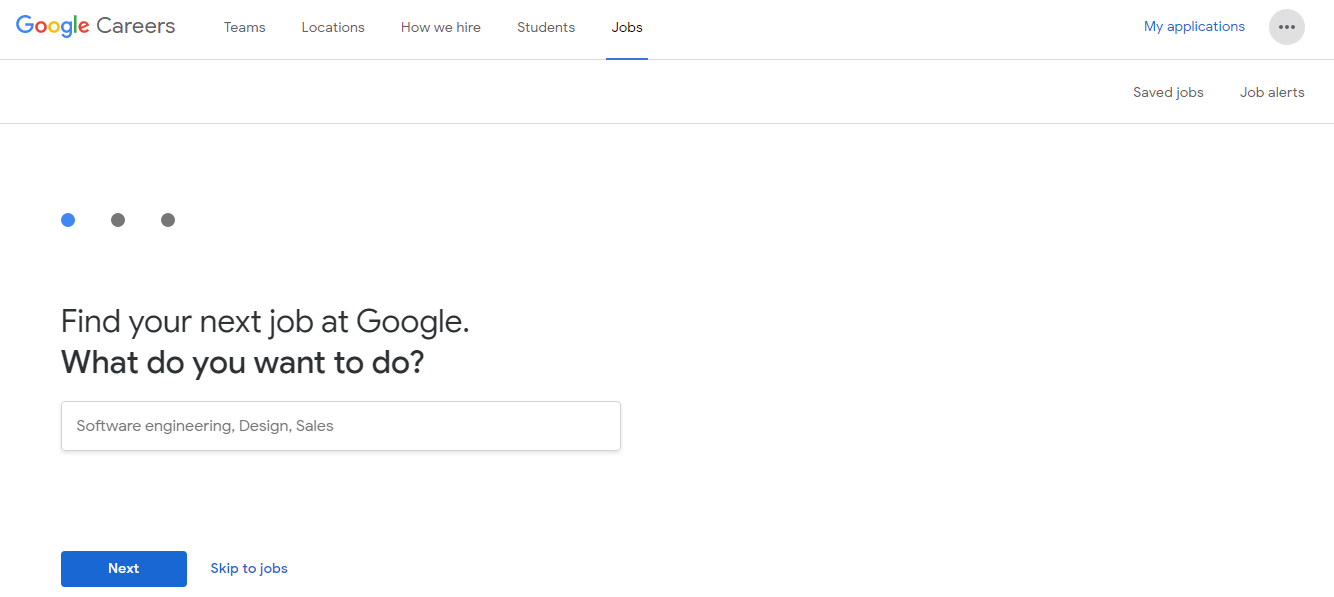 Google Careers Teams Locations How we hire Students Jobs My applications
Saved jobs Job alerts
Find your next job at Google.
What do you want to do?
Software engineering, Design, Sales
Next Skip to jobs